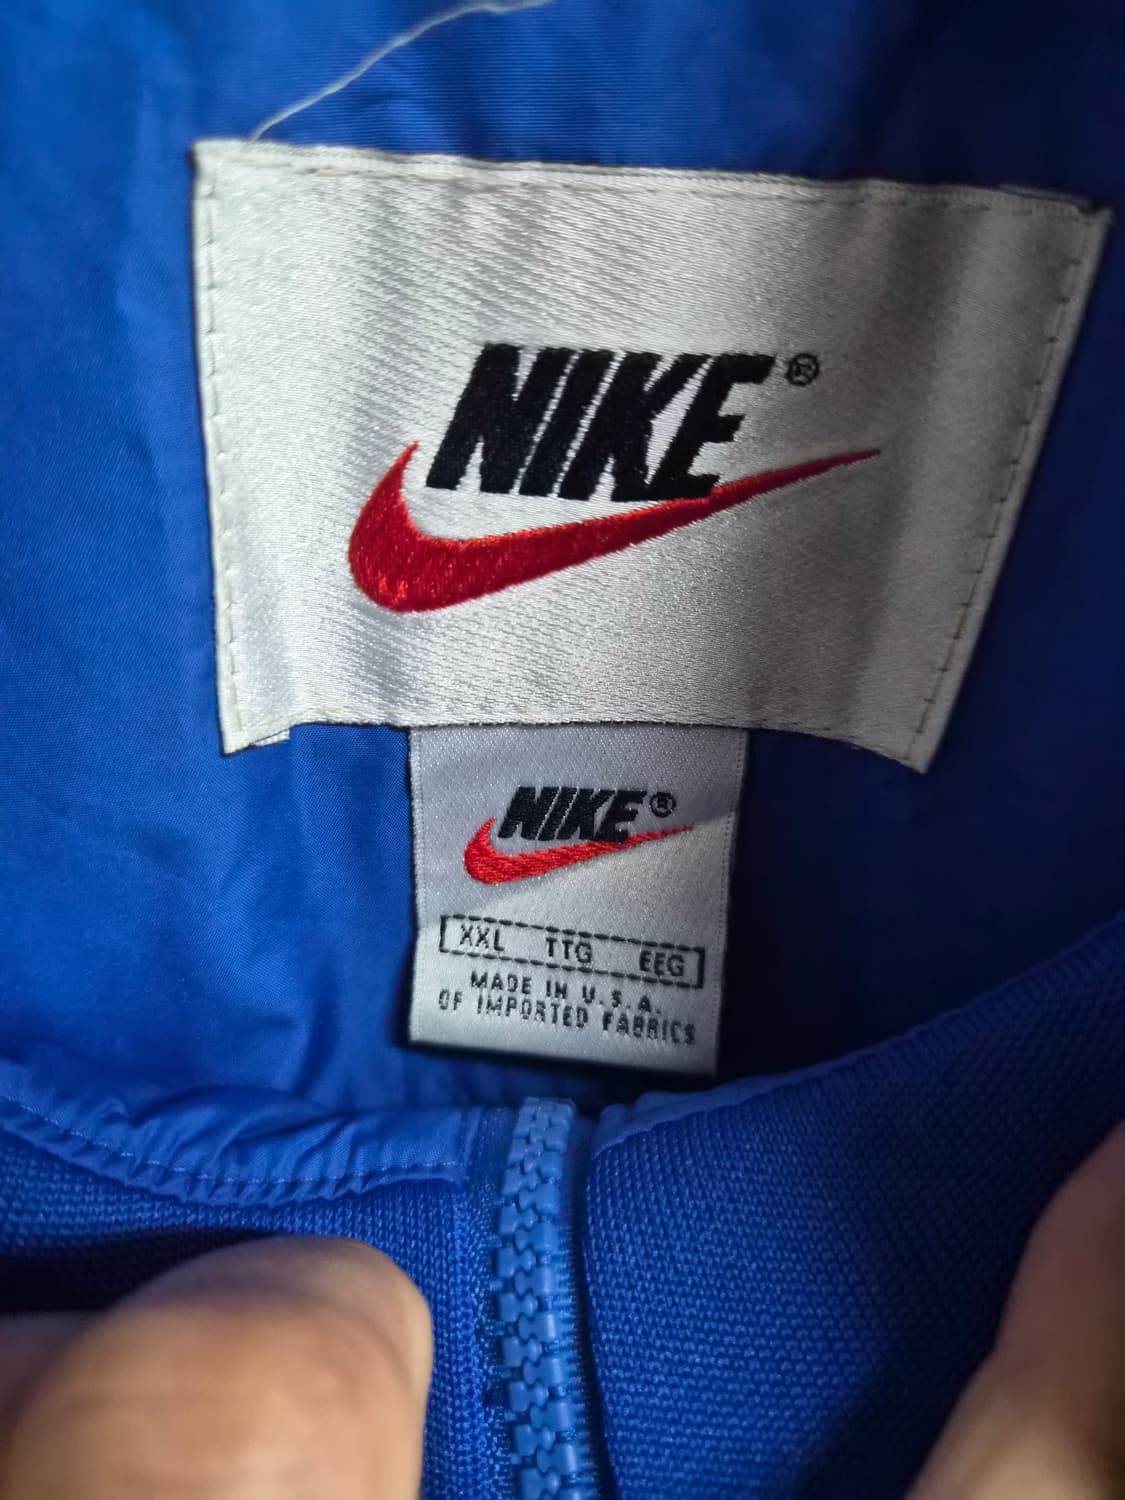 NIKE®
NIKE®
XXL TTG EEG
MADE IN U.S.A.
OF IMPORTED FABRICS